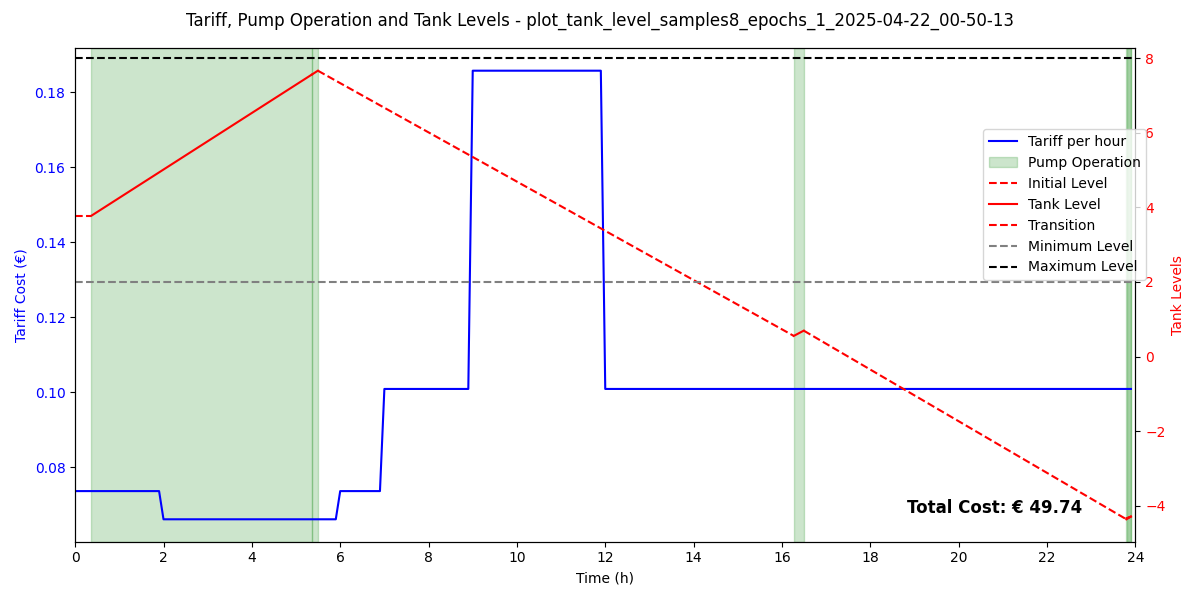 Tariff, Pump Operation and Tank Levels - plot_tank_level_samples8_epochs_1_2025-04-22_00-50-13
Tariff Cost (€)
0.18
0.16
0.14
0.12
0.10
0.08
8
6
4
2
0
−2
−4
Tank Levels
Tariff per hour
Pump Operation
Initial Level
Tank Level
Transition
Minimum Level
Maximum Level
Total Cost: € 49.74
0 2 4 6 8 10 12 14 16 18 20 22 24
Time (h)